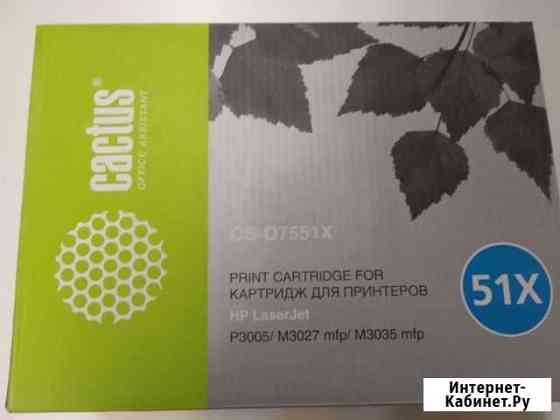 cactus®
OFFICE ASSISTANT
CS-Q7551X
PRINT CARTRIDGE FOR
КАРТРИДЖ ДЛЯ ПРИНТЕРОВ
HP LaserJet
P3005/ M3027 mfp/ M3035 mfp
51X
Интернет-
Кабинет.Ру